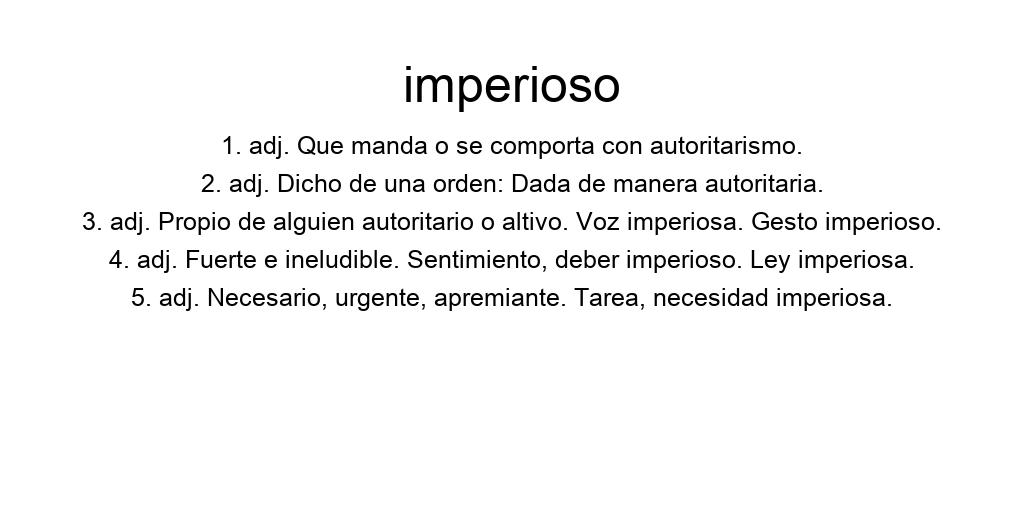 imperioso
1. adj. Que manda o se comporta con autoritarismo.
2. adj. Dicho de una orden: Dada de manera autoritaria.
3. adj. Propio de alguien autoritario o altivo. Voz imperiosa. Gesto imperioso.
4. adj. Fuerte e ineludible. Sentimiento, deber imperioso. Ley imperiosa.
5. adj. Necesario, urgente, apremiante. Tarea, necesidad imperiosa.